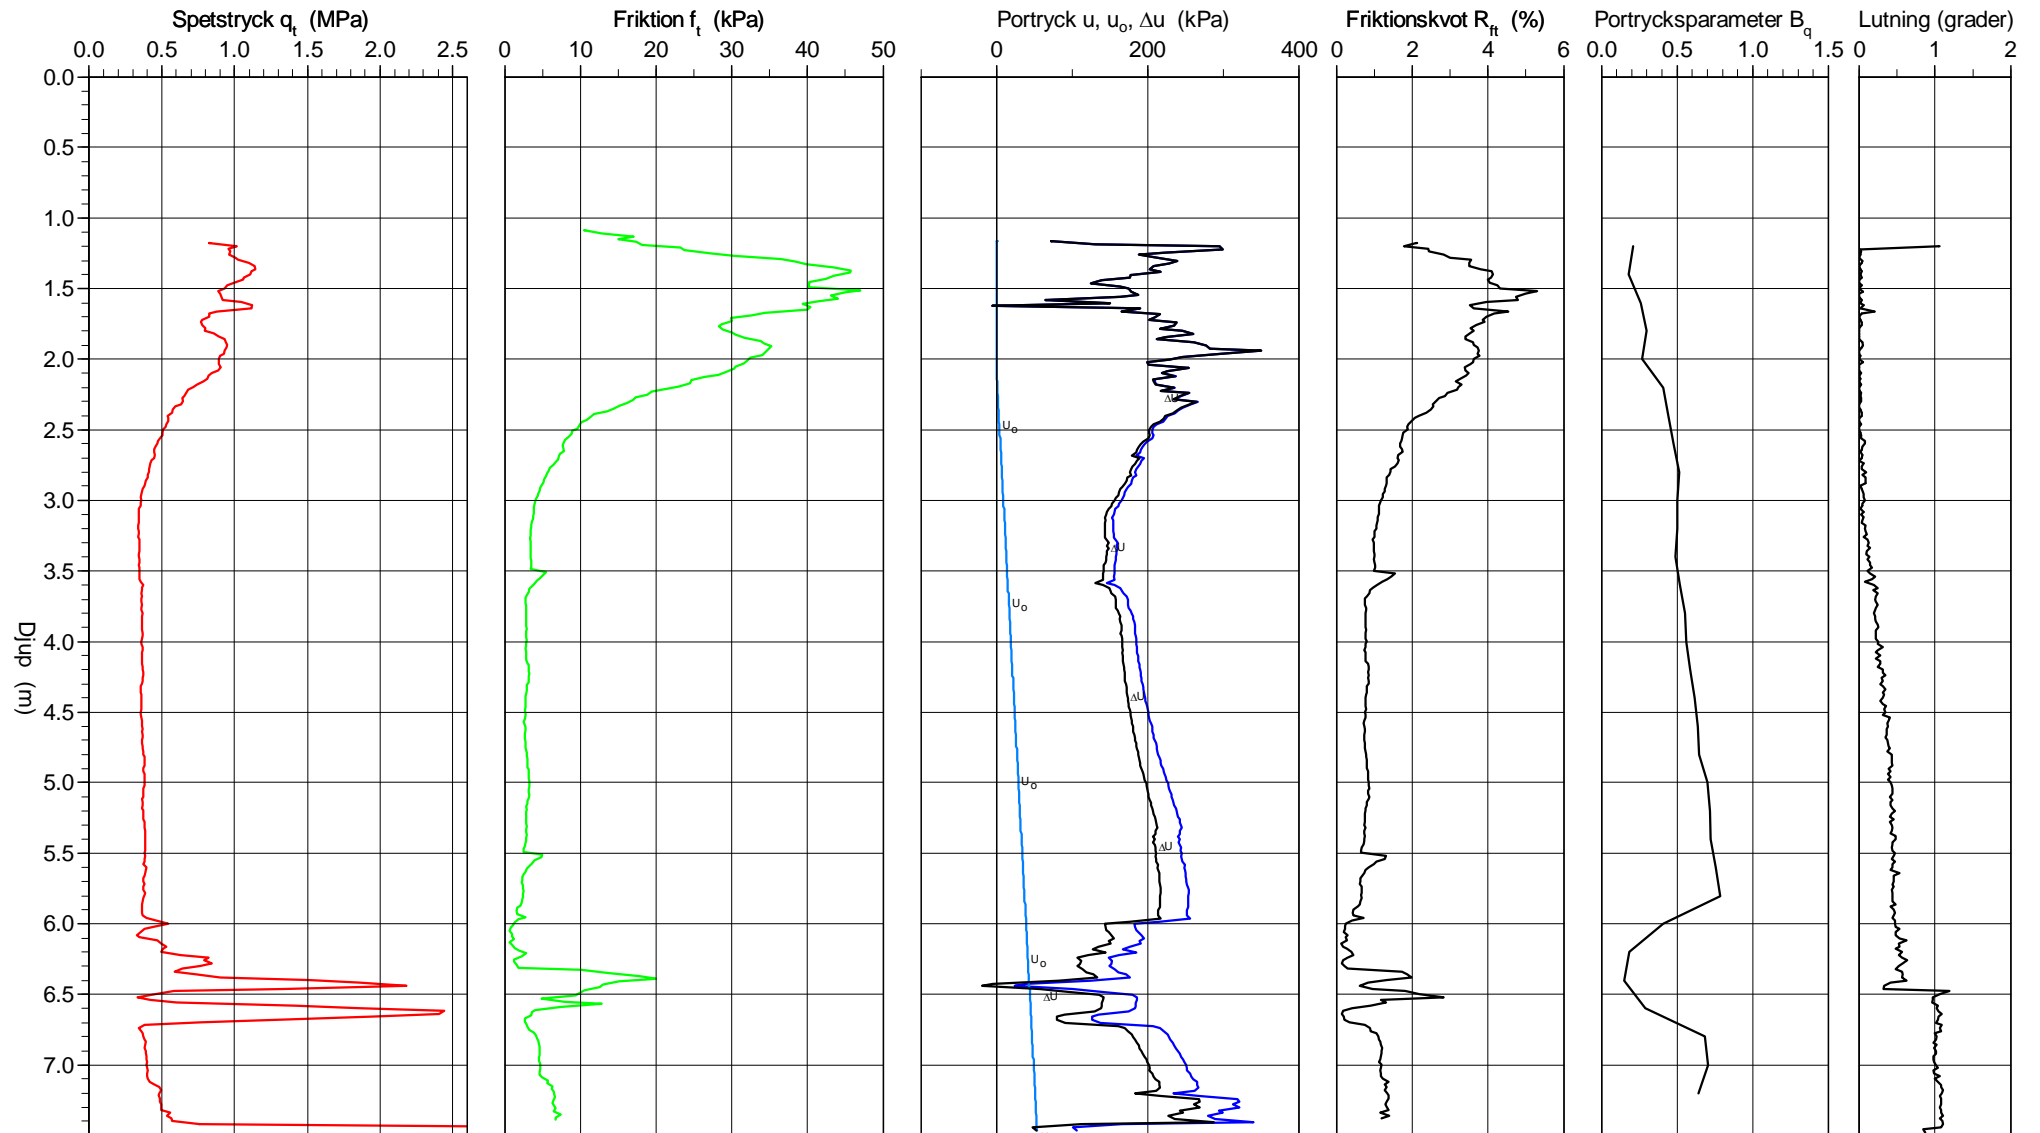 Spetstryck qt (MPa) Friktion ft (kPa) Portryck u, uo, Δu (kPa) Friktionskvot Rft (%) Portrycksparameter Bq Lutning (grader)
0.0 0.5 1.0 1.5 2.0 2.5 0 10 20 30 40 50 0 200 400 0 2 4 6 0.0 0.5 1.0 1.5 0 1 2
0.0
0.5
1.0
1.5
2.0
ΔU
Uo
2.5
3.0
ΔU
3.5
Uo
4.0
ΔU
4.5
Djup (m)
Uo
5.0
ΔU
5.5
6.0
Uo
6.5
ΔU
7.0